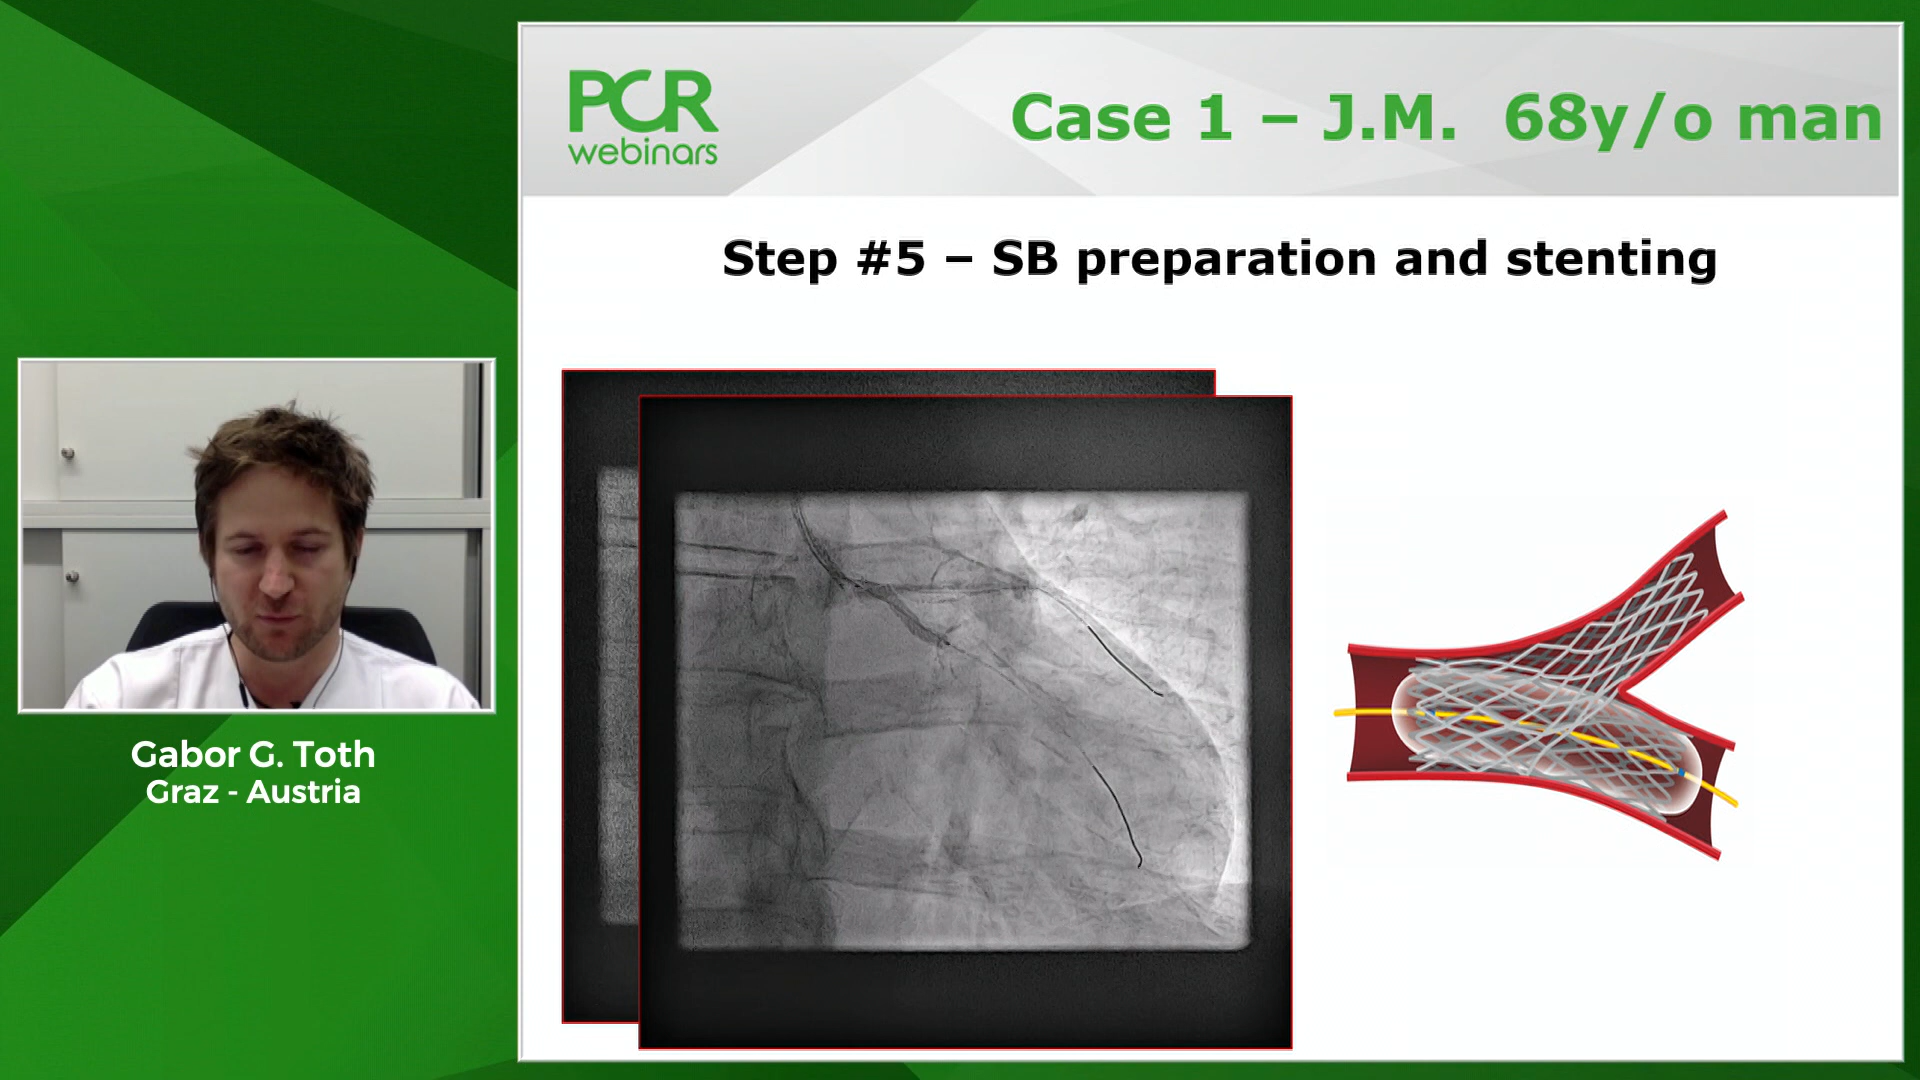 PCR
webinars
Case 1 – J.M. 68y/o man
Step #5 – SB preparation and stenting
Gabor G. Toth
Graz - Austria